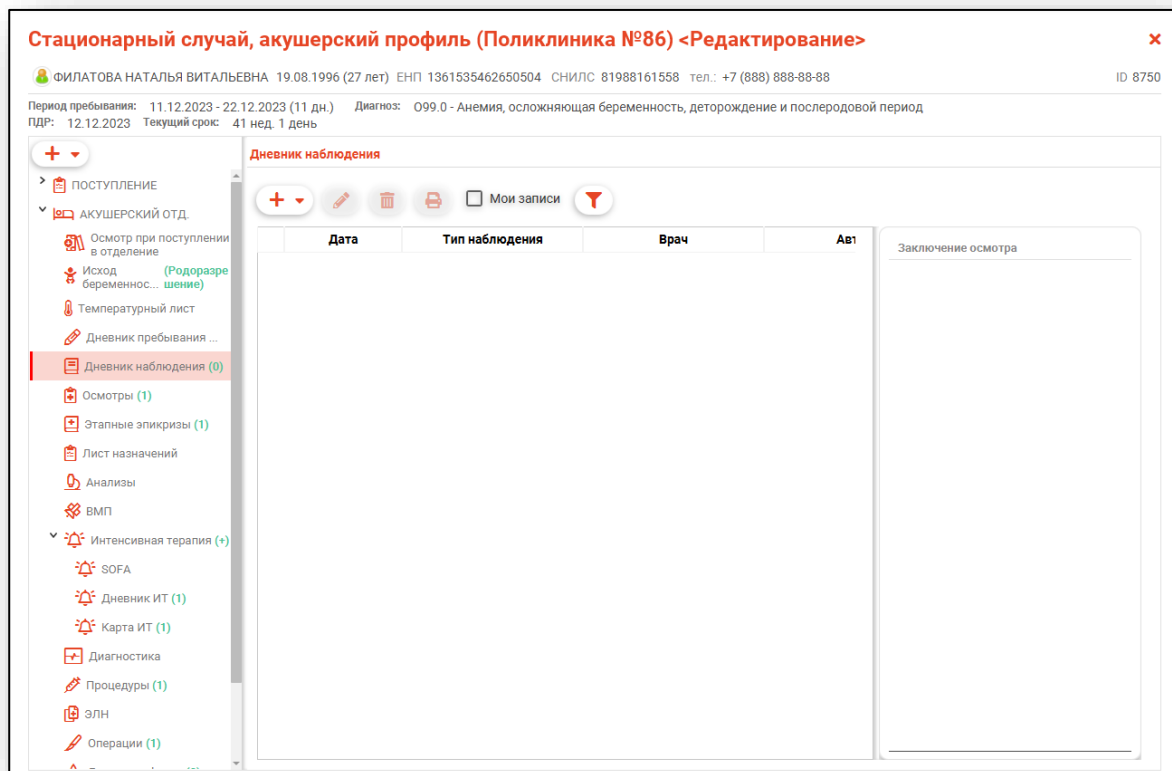 Стационарный случай, акушерский профиль (Поликлиника №86) <Редактирование>
ФИЛАТОВА НАТАЛЬЯ ВИТАЛЬЕВНА 19.08.1996 (27 лет) ЕНП 1361535462650504 СНИЛС 81988161558 тел.: +7 (888) 888-88-88 ID 8750
Период пребывания: 11.12.2023 - 22.12.2023 (11 дн.) Диагноз: O99.0 - Анемия, осложняющая беременность, деторождение и послеродовой период
ПДР: 12.12.2023 Текущий срок: 41 нед. 1 день
ПОСТУПЛЕНИЕ
АКУШЕРСКИЙ ОТД.
Осмотр при поступлении
в отделение
Исход (Родоразре
беременнос... шение)
Температурный лист
Дневник пребывания ...
Дневник наблюдения (0)
Осмотры (1)
Этапные эпикризы (1)
Лист назначений
Анализы
ВМП
Интенсивная терапия (+)
SOFA
Дневник ИТ (1)
Карта ИТ (1)
Диагностика
Процедуры (1)
ЭЛН
Операции (1)
Дневник наблюдения
Мои записи
Дата Тип наблюдения Врач Авт
Заключение осмотра